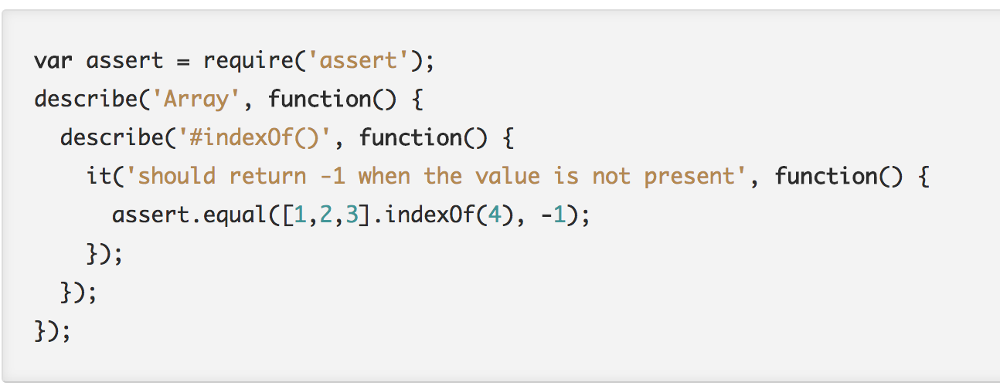 var assert = require('assert');
describe('Array', function() {
  describe('#indexOf()', function() {
    it('should return -1 when the value is not present', function() {
      assert.equal([1,2,3].indexOf(4), -1);
    });
  });
});